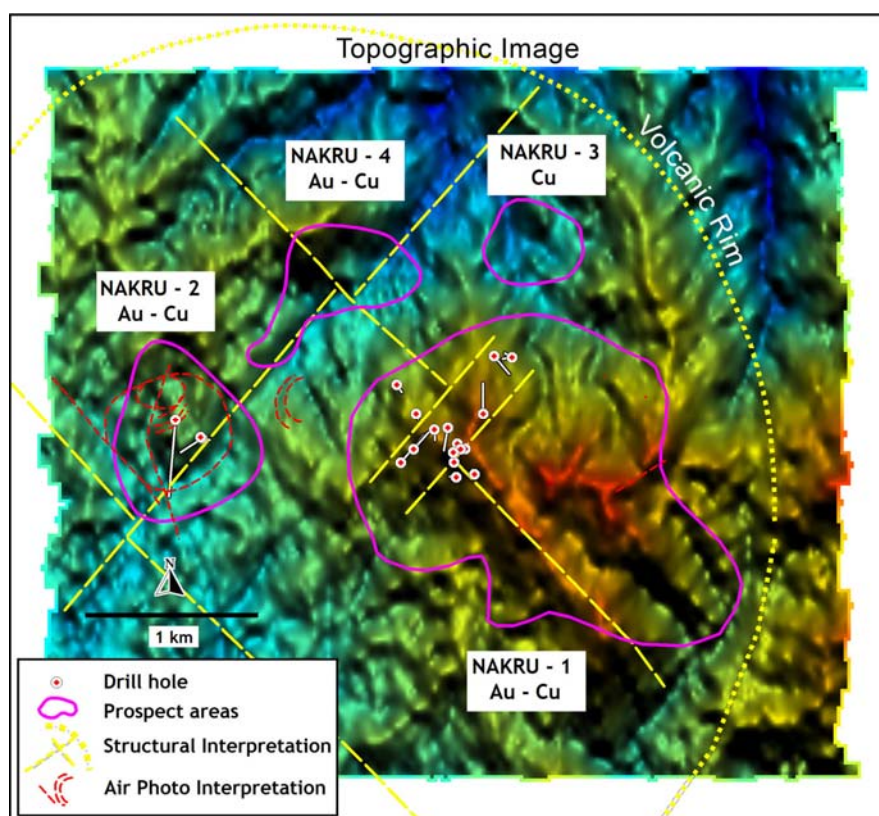 Topographic Image
NAKRU - 4
Au - Cu
NAKRU - 3
Cu
Volcanic Rim
NAKRU - 2
Au - Cu
N
1 km
NAKRU - 1
Au - Cu
Drill hole
Prospect areas
Structural Interpretation
Air Photo Interpretation